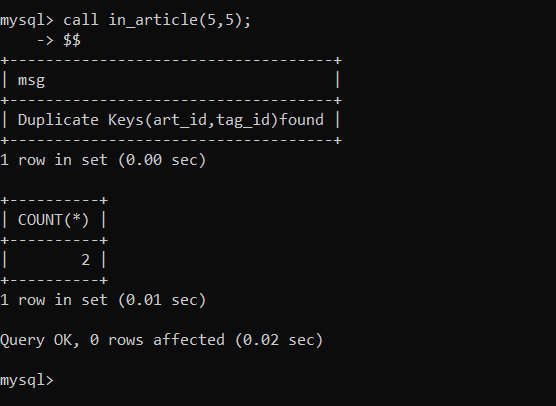 mysql> call in_article(5,5);
    -> $$
+-----------------------------------+
| msg                               |
+-----------------------------------+
| Duplicate Keys(art_id,tag_id)found |
+-----------------------------------+
1 row in set (0.00 sec)

+----------+
| COUNT(*) |
+----------+
|        2 |
+----------+
1 row in set (0.01 sec)

Query OK, 0 rows affected (0.02 sec)

mysql>